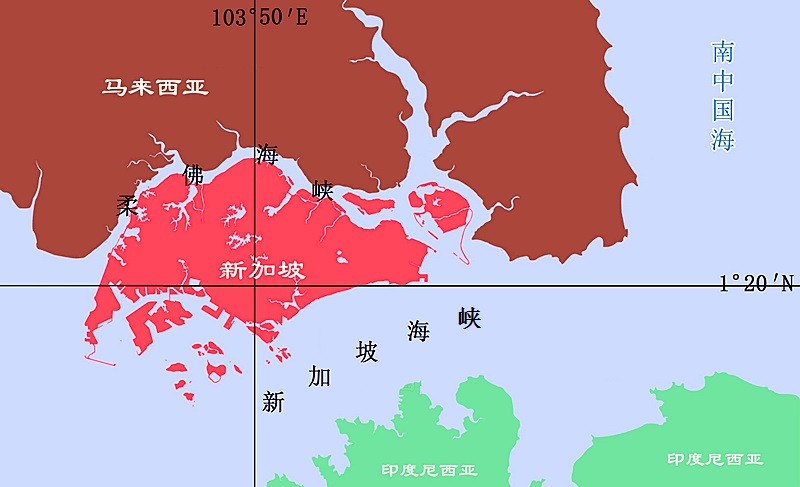 103°50′E
马来西亚
南中国海
柔佛海峡
新加坡
1°20′N
新加坡海峡
印度尼西亚
印度尼西亚